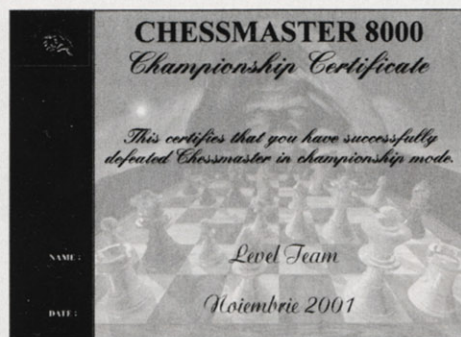 CHESSMASTER 8000
Championship Certificate
This certifies that you have successfully
defeated Chessmaster in championship mode.
NAME : Level Team
DATE : Noiembrie 2001